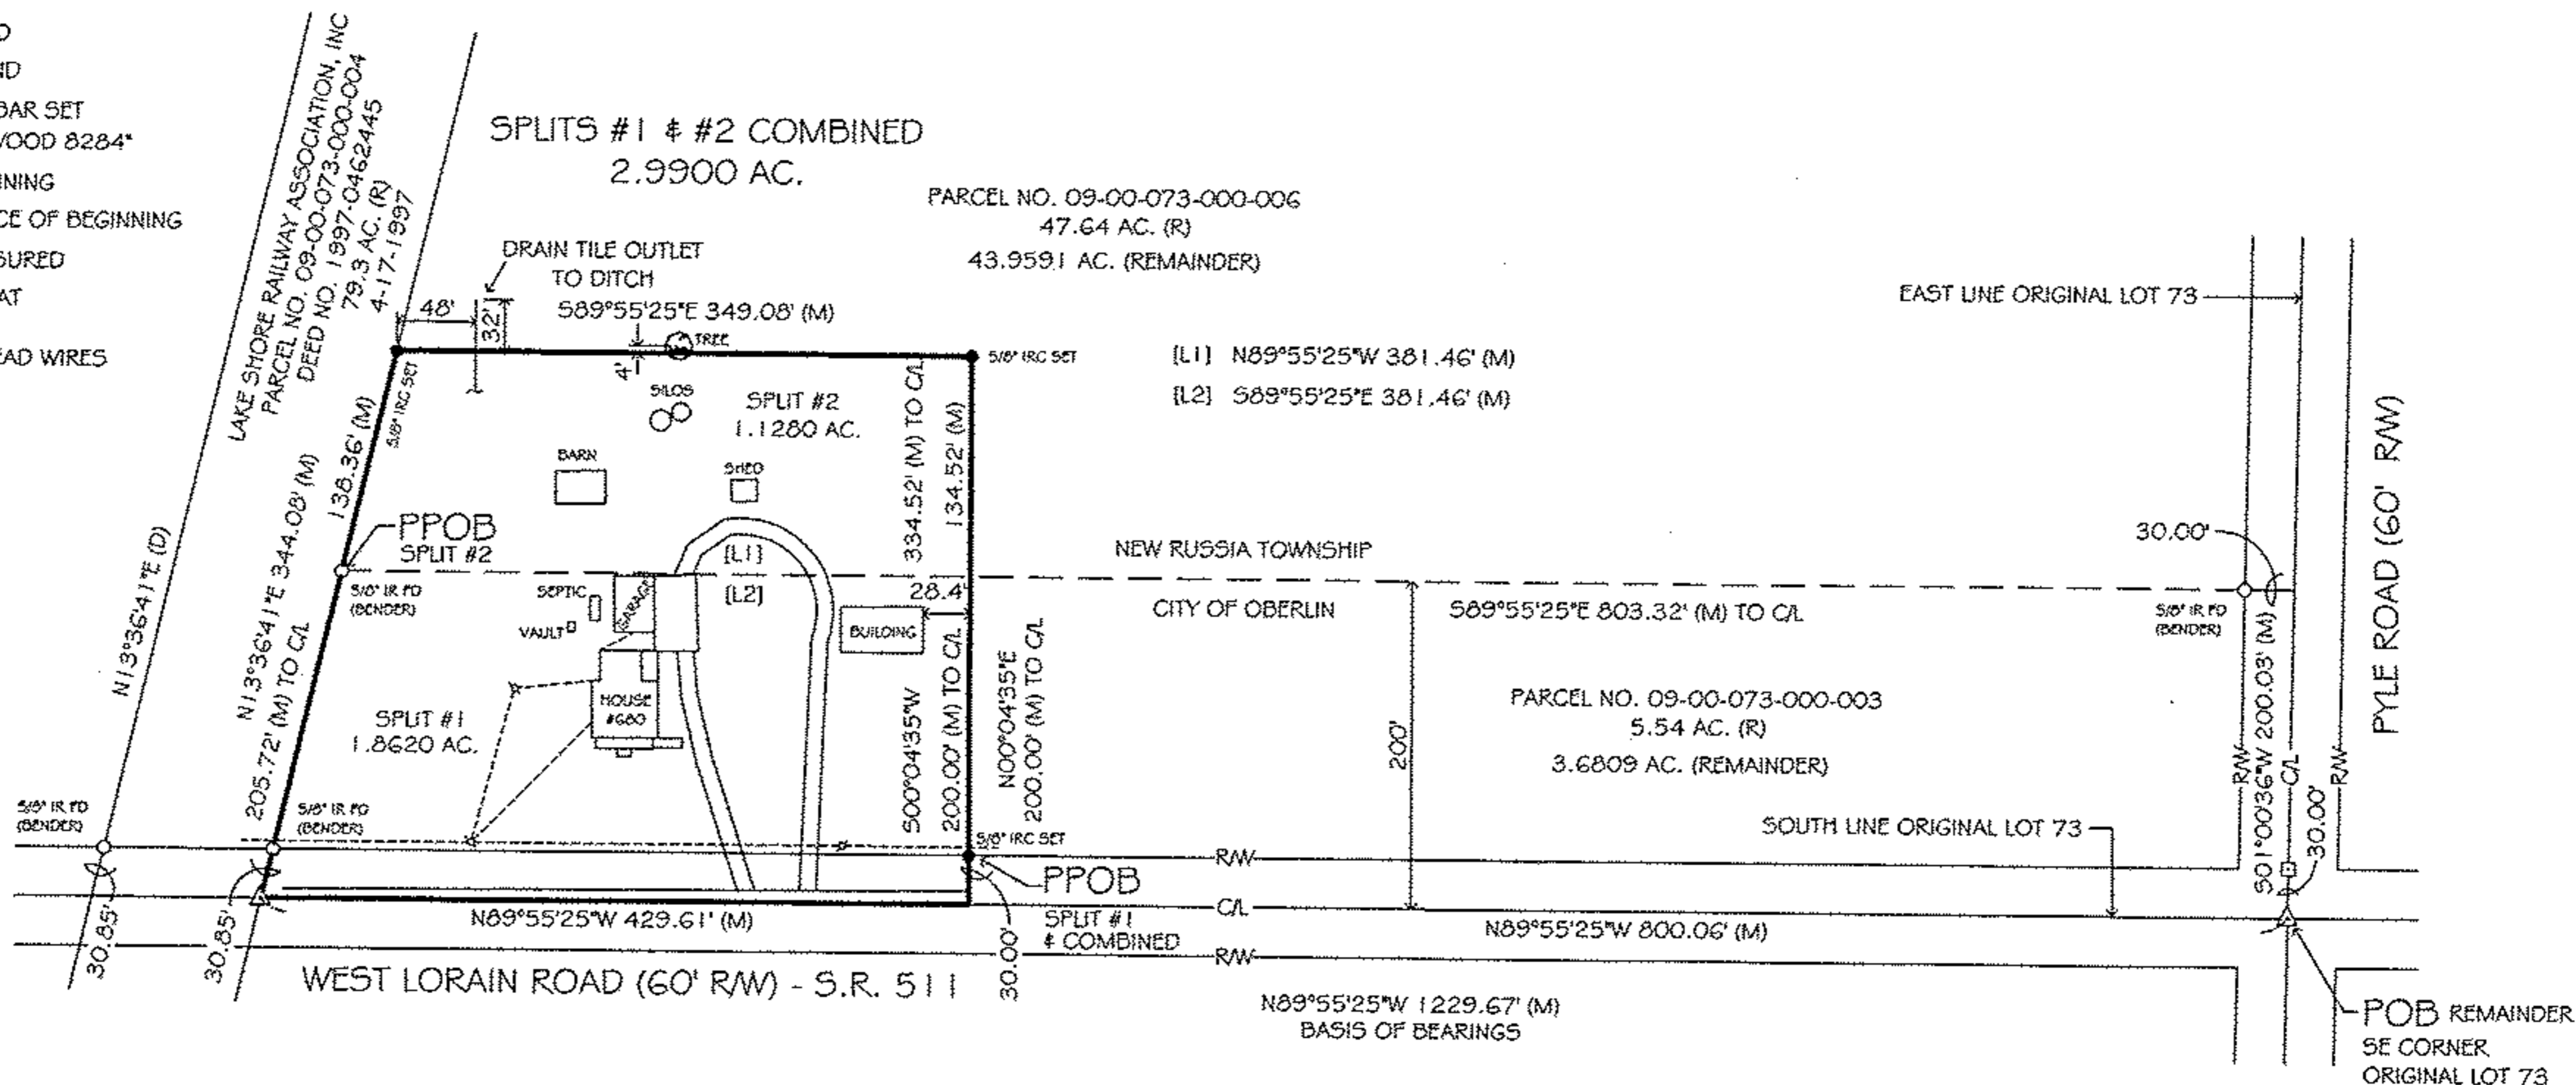 BAR SET
WOOD 8284"
CE OF BEGINNING
LAKE SHORE RAILWAY ASSOCIATION, INC
PARCEL NO. 09-00-073-000-004
DEED NO. 1997-0462445
79.3 AC. (R)
4-17-1997
SPLITS #1 & #2 COMBINED
2.9900 AC.
PARCEL NO. 09-00-073-000-006
47.64 AC. (R)
43.9591 AC. (REMAINDER)
DRAIN TILE OUTLET
TO DITCH
S89°55'25"E 349.08' (M)
48'
32'
TREE
4'
5/8" IRC SET
5/8" IRC SET
[L1] N89°55'25"W 381.46' (M)
[L2] S89°55'25"E 381.46' (M)
EAST LINE ORIGINAL LOT 73
SILOS
SPLIT #2
1.1280 AC.
BARN
SHED
138.36' (M)
334.52' (M) TO C/L
134.52' (M)
PPOB
SPLIT #2
5/8" IR FD
(BENDER)
[L1]
[L2]
SEPTIC
VAULT
GARAGE
28.4'
BUILDING
HOUSE
#680
NEW RUSSIA TOWNSHIP
CITY OF OBERLIN
S89°55'25"E 803.32' (M) TO C/L
30.00'
5/8" IR FD
(BENDER)
PYLE ROAD (60' R/W)
N13°36'41"E (D)
N13°36'41"E 344.08' (M)
205.72' (M) TO C/L
SPLIT #1
1.8620 AC.
S00°04'35"W
200.00' (M) TO C/L
N00°04'35"E
200.00' (M) TO C/L
200'
PARCEL NO. 09-00-073-000-003
5.54 AC. (R)
3.6809 AC. (REMAINDER)
S01°00'36"W 200.03' (M)
R/W
C/L
R/W
30.00'
5/8" IR FD
(BENDER)
5/8" IR FD
(BENDER)
5/8" IRC SET
SOUTH LINE ORIGINAL LOT 73
R/W
PPOB
SPLIT #1
& COMBINED
C/L
R/W
30.85'
30.85'
N89°55'25"W 429.61' (M)
30.00'
N89°55'25"W 800.06' (M)
WEST LORAIN ROAD (60' R/W) - S.R. 511
N89°55'25"W 1229.67' (M)
BASIS OF BEARINGS
POB REMAINDER
SE CORNER
ORIGINAL LOT 73